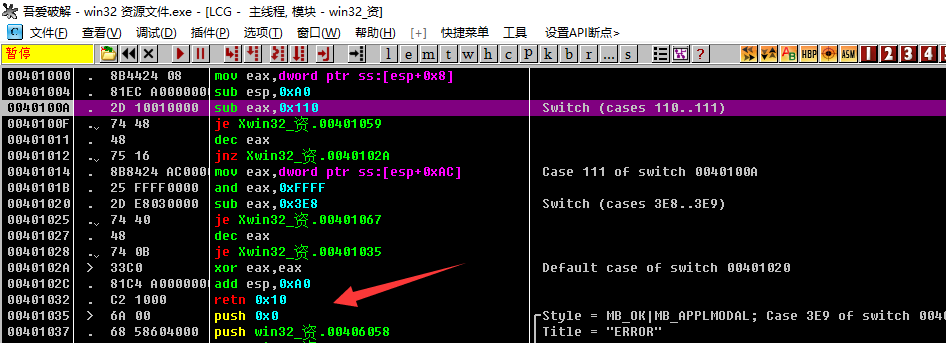 吾爱破解 - win32 资源文件.exe - [LCG - 主线程, 模块 - win32_资]
C 文件(F) 查看(V) 调试(D) 插件(P) 选项(T) 窗口(W) 帮助(H) [+] 快捷菜单 工具 设置API断点>
暂停 l e m t w h c p k b r ... s ? AB HBP ASM 1 2 3 4
00401000 . 8B4424 08 mov eax,dword ptr ss:[esp+0x8]
00401004 . 81EC A0000000 sub esp,0xA0
0040100A . 2D 10010000 sub eax,0x110 Switch (cases 110..111)
0040100F .ˇ 74 48 je Xwin32_资.00401059
00401011 . 48 dec eax
00401012 .ˇ 75 16 jnz Xwin32_资.0040102A
00401014 . 8B8424 AC00000 mov eax,dword ptr ss:[esp+0xAC] Case 111 of switch 0040100A
0040101B . 25 FFFF0000 and eax,0xFFFF
00401020 . 2D E8030000 sub eax,0x3E8 Switch (cases 3E8..3E9)
00401025 .ˇ 74 40 je Xwin32_资.00401067
00401027 . 48 dec eax
00401028 .ˇ 74 0B je Xwin32_资.00401035
0040102A > 33C0 xor eax,eax Default case of switch 00401020
0040102C . 81C4 A0000000 add esp,0xA0
00401032 . C2 1000 retn 0x10
00401035 > 6A 00 push 0x0 Style = MB_OK|MB_APPLMODAL; Case 3E9 of switch 0040
00401037 . 68 58604000 push win32_资.00406058 Title = "ERROR"